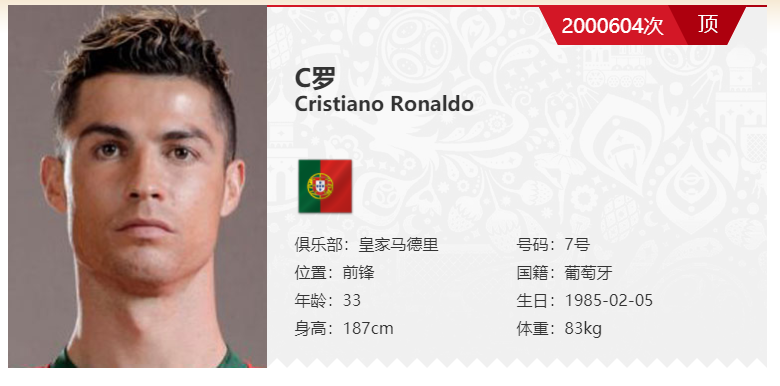 2000604次 顶
C罗
Cristiano Ronaldo
俱乐部：皇家马德里 号码：7号
位置：前锋 国籍：葡萄牙
年龄：33 生日：1985-02-05
身高：187cm 体重：83kg